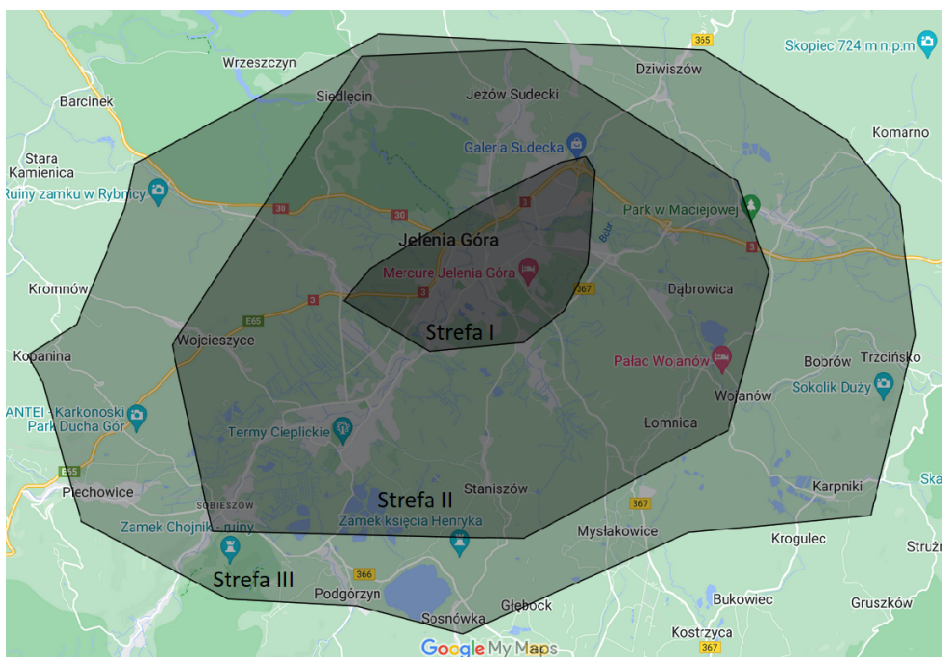 365
Skopiec 724 m n.p.m
Wrzeszczyn
Dziwiszów
Siedlęcin
Jeżów Sudecki
Barcinek
Komarno
Galeria Sudecka
Stara
Kamienica
Ruiny zamku w Rybnicy
30
30
3
Park w Maciejowej
Bóbr
Jelenia Góra
3
Mercure Jelenia Góra
Kromnów
3
3
367
Dąbrowica
E65
Strefa I
Wojcieszyce
Kopanina
Pałac Wojanów
Bobrów
Trzcińsko
Sokolik Duży
Wojanów
ANTEI - Karkonoski
Park Ducha Gór
Termy Cieplickie
Łomnica
E65
Piechowice
Staniszów
Karpniki
SOBIESZÓW
Strefa II
367
Zamek Chojnik - ruiny
Zamek księcia Henryka
Mysłakowice
Krogulec
Strefa III
366
Podgórzyn
Głębock
Bukowiec
Gruszków
Sosnówka
Kostrzyca
Google My Maps
367